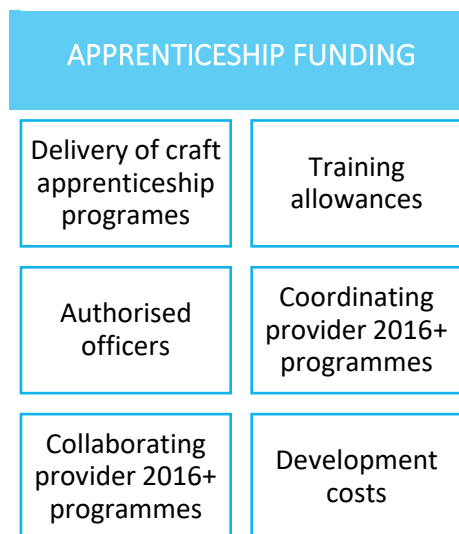 APPRENTICESHIP FUNDING
Delivery of craft
apprenticeship
programes
Training
allowances
Authorised
officers
Coordinating
provider 2016+
programmes
Collaborating
provider 2016+
programmes
Development
costs